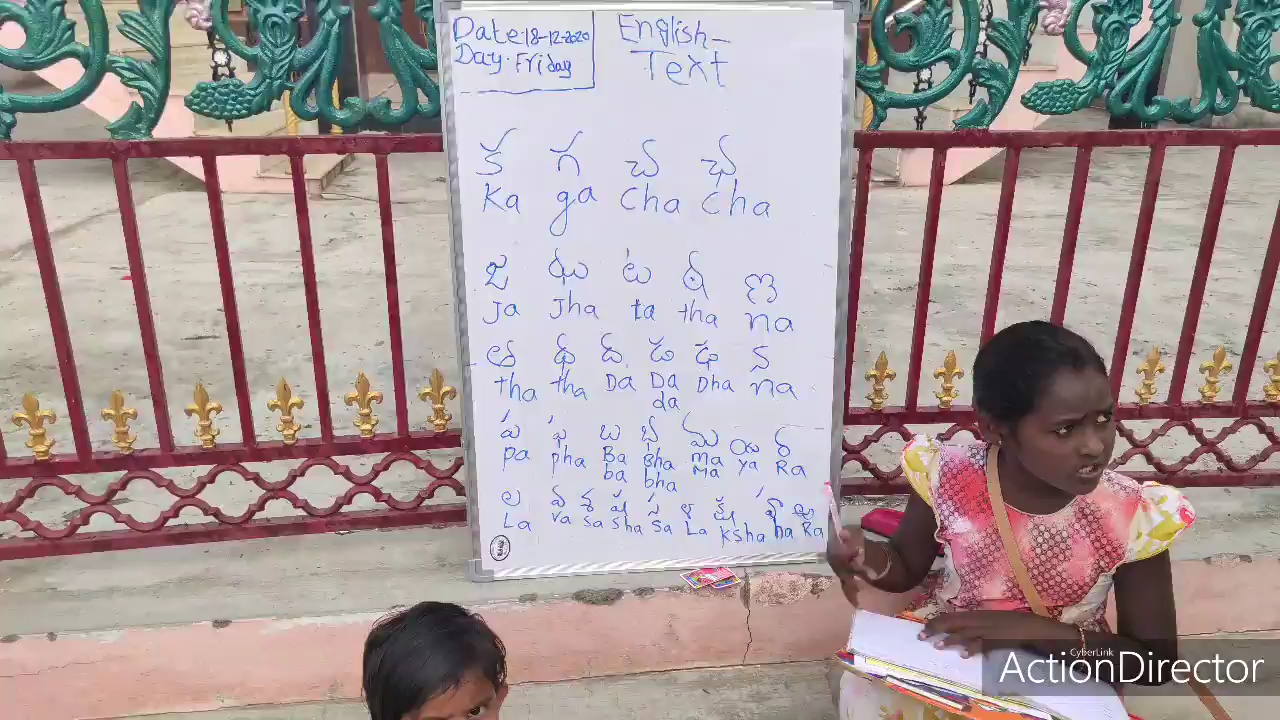 Date:18-12-2020
Day: Friday
English-
Text
క గ చ ఛ
Ka ga Cha Cha
జ ఝ ట ఠ ణ
Ja Jha ta tha na
త థ ద డ ఢ న
tha tha Da Da Dha na
da
ప ఫ బ భ మ య ర
pa pha Ba Bha ma ya Ra
ba bha Ma
ల వ శ ష స ళ క్ష హ ఱ
La va sa sha sa La ksha ha Ra
CyberLink
ActionDirector